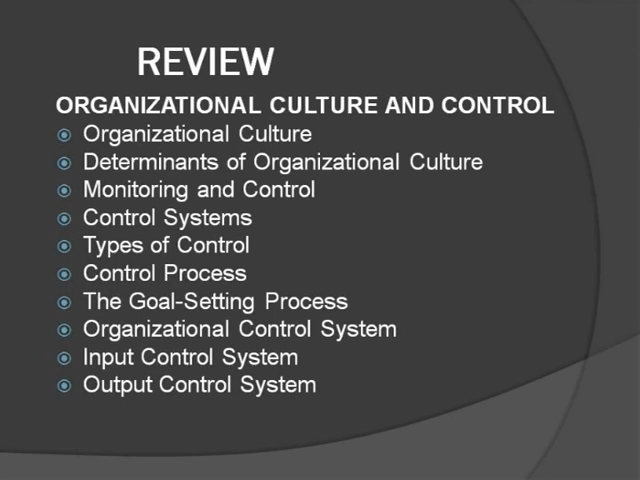 REVIEW
ORGANIZATIONAL CULTURE AND CONTROL
Organizational Culture
Determinants of Organizational Culture
Monitoring and Control
Control Systems
Types of Control
Control Process
The Goal-Setting Process
Organizational Control System
Input Control System
Output Control System